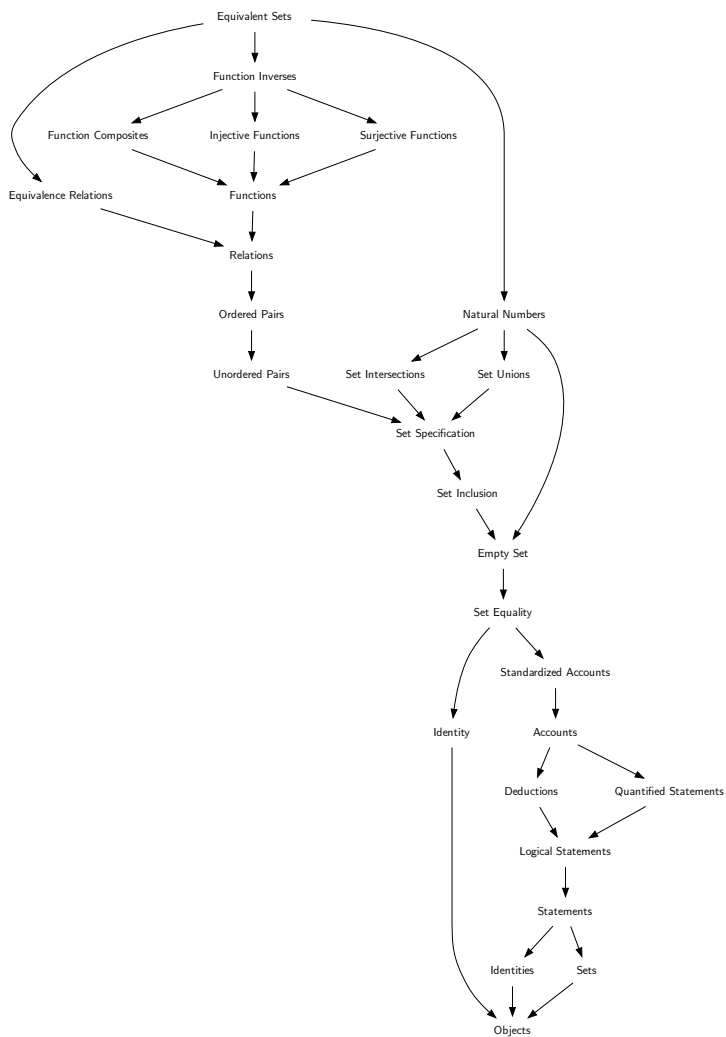 Equivalent Sets
Function Inverses
Function Composites
Injective Functions
Surjective Functions
Equivalence Relations
Functions
Relations
Ordered Pairs
Natural Numbers
Unordered Pairs
Set Intersections
Set Unions
Set Specification
Set Inclusion
Empty Set
Set Equality
Standardized Accounts
Identity
Accounts
Deductions
Quantified Statements
Logical Statements
Statements
Identities
Sets
Objects